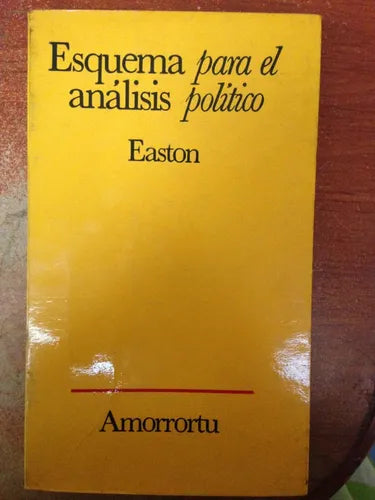 Esquema para el
análisis político
Easton
Amorrortu